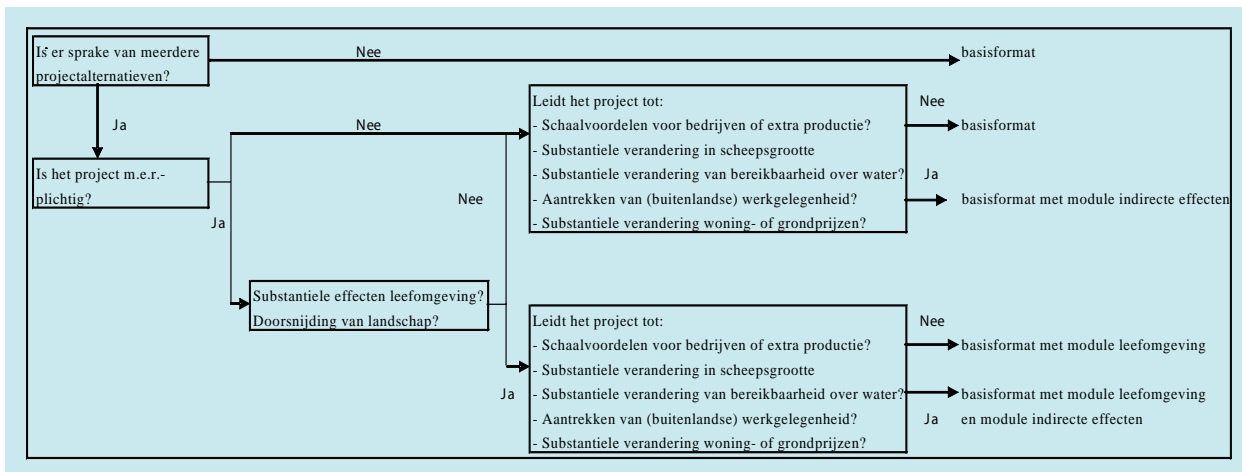 Is er sprake van meerdere
projectalternatieven?
Nee
basisformat
Ja
Is het project m.e.r.-
plichtig?
Nee
Leidt het project tot:
- Schaalvoordelen voor bedrijven of extra productie?
- Substantiele verandering in scheepsgrootte
- Substantiele verandering van bereikbaarheid over water?
- Aantrekken van (buitenlandse) werkgelegenheid?
- Substantiele verandering woning- of grondprijzen?
Nee
basisformat
Ja
basisformat met module indirecte effecten
Ja
Substantiele effecten leefomgeving?
Doorsnijding van landschap?
Nee
Ja
Leidt het project tot:
- Schaalvoordelen voor bedrijven of extra productie?
- Substantiele verandering in scheepsgrootte
- Substantiele verandering van bereikbaarheid over water?
- Aantrekken van (buitenlandse) werkgelegenheid?
- Substantiele verandering woning- of grondprijzen?
Nee
basisformat met module leefomgeving
basisformat met module leefomgeving
Ja
en module indirecte effecten